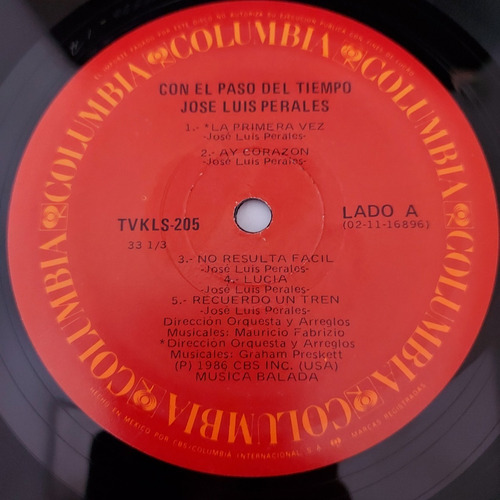 COLUMBIA COLUMBIA COLUMBIA COLUMBIA COLUMBIA COLUMBIA
CON EL PASO DEL TIEMPO
JOSE LUIS PERALES
1.- *LA PRIMERA VEZ
-José Luis Perales-
2.- AY CORAZON
-José Luis Perales-
TVKLS-205
33 1/3
LADO A
(02-11-16896)
3.- NO RESULTA FACIL
-José Luis Perales-
4.- LUCIA
-José Luis Perales-
5.- RECUERDO UN TREN
-José Luis Perales-
Dirección Orquesta y Arreglos
Musicales: Mauricio Fabrizio
*Dirección Orquesta y Arreglos
Musicales: Graham Preskett
(P) 1986 CBS INC. (USA)
MUSICA BALADA
HECHO EN MEXICO POR CBS/COLUMBIA INTERNACIONAL S.A. MARCAS REGISTRADAS